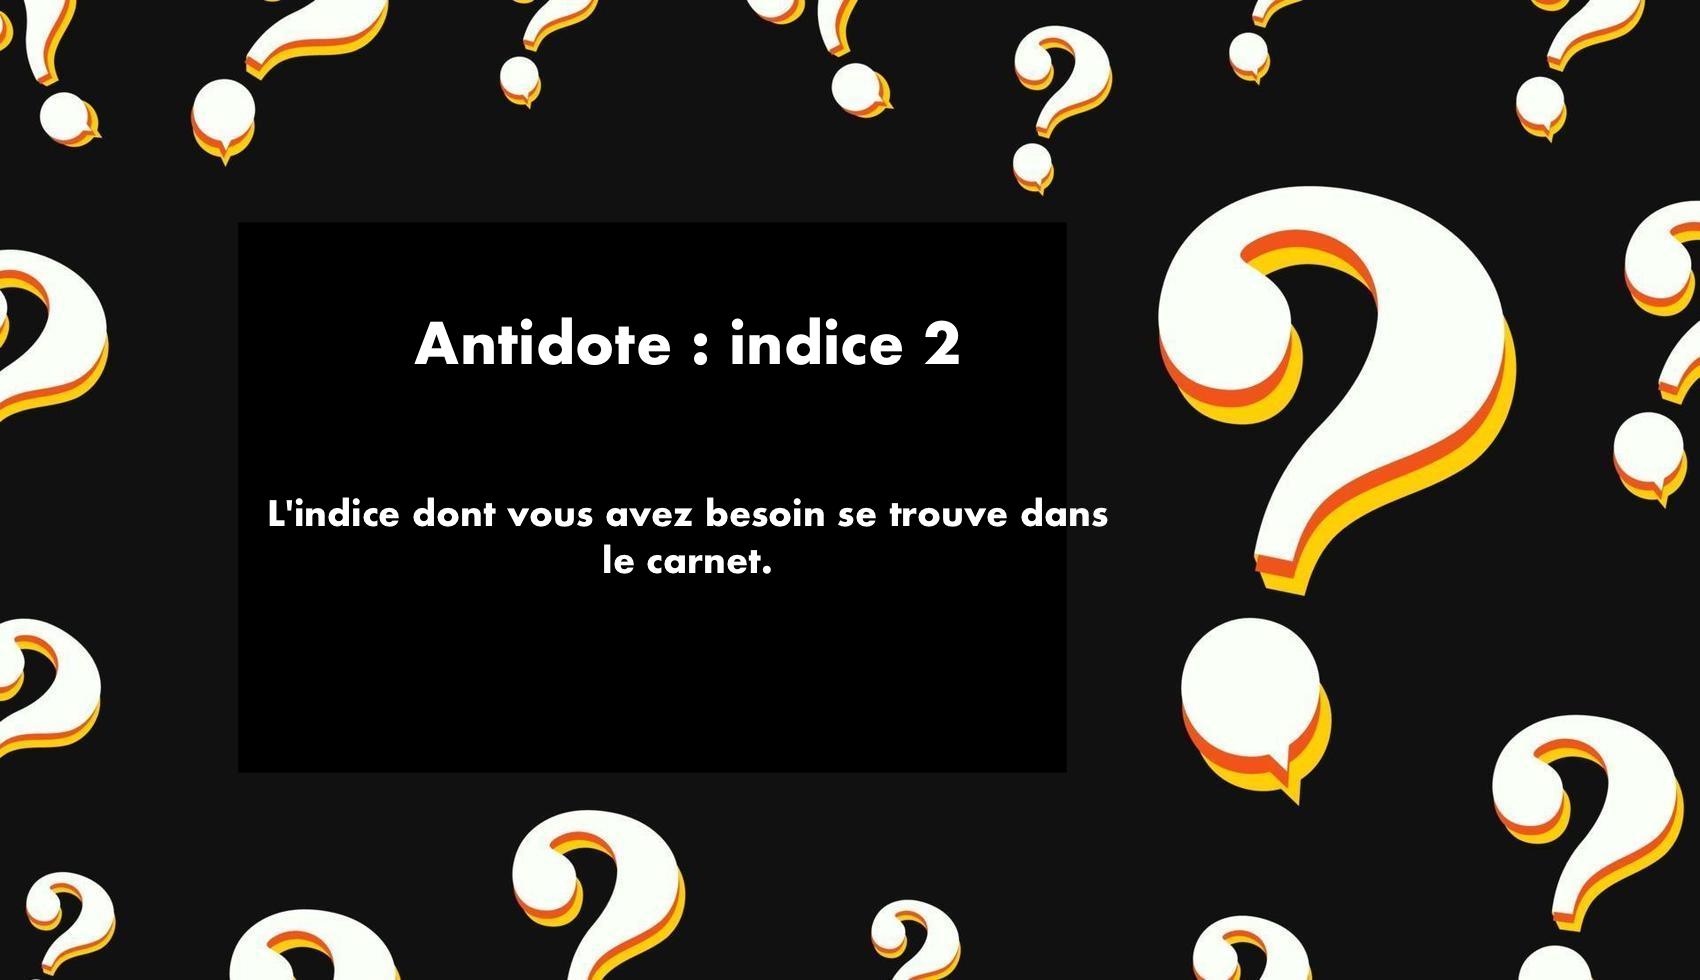 Antidote : indice 2
L'indice dont vous avez besoin se trouve dans
le carnet.